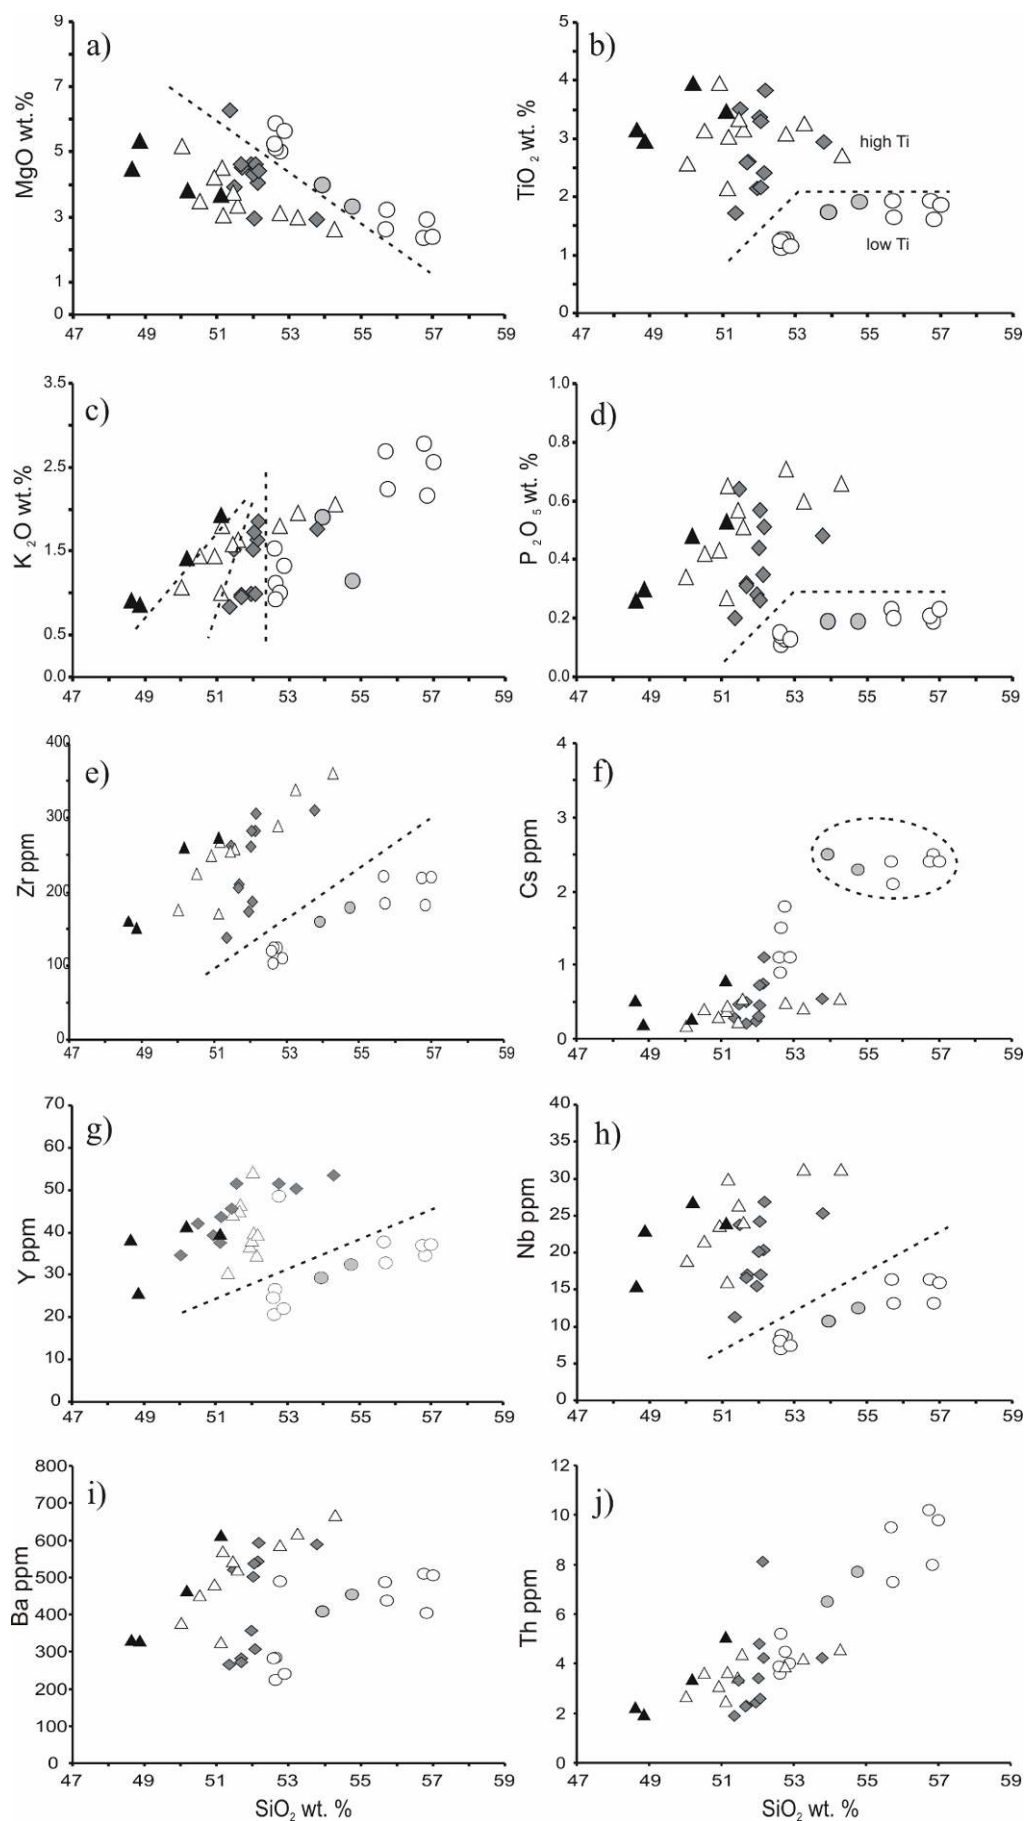 a)
MgO wt.%
9
7
5
3
1
0
47 49 51 53 55 57 59
b)
TiO2 wt. %
5
4
3
2
1
0
high Ti
low Ti
47 49 51 53 55 57 59
c)
K2O wt.%
3.5
2.5
1.5
0.5
0.0
47 49 51 53 55 57 59
d)
P2O5 wt. %
1.0
0.8
0.6
0.4
0.2
0.0
47 49 51 53 55 57 59
e)
Zr ppm
400
300
200
100
0
47 49 51 53 55 57 59
f)
Cs ppm
4
3
2
1
0
47 49 51 53 55 57 59
g)
Y ppm
70
60
50
40
30
20
10
0
47 49 51 53 55 57 59
h)
Nb ppm
40
35
30
25
20
15
10
5
0
47 49 51 53 55 57 59
i)
Ba ppm
800
700
600
500
400
300
200
100
0
47 49 51 53 55 57 59
SiO2 wt. %
j)
Th ppm
12
10
8
6
4
2
0
47 49 51 53 55 57 59
SiO2 wt. %